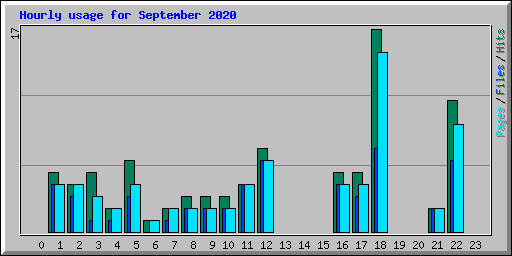 Hourly usage for September 2020
17
Pages / Files / Hits
0 1 2 3 4 5 6 7 8 9 10 11 12 13 14 15 16 17 18 19 20 21 22 23